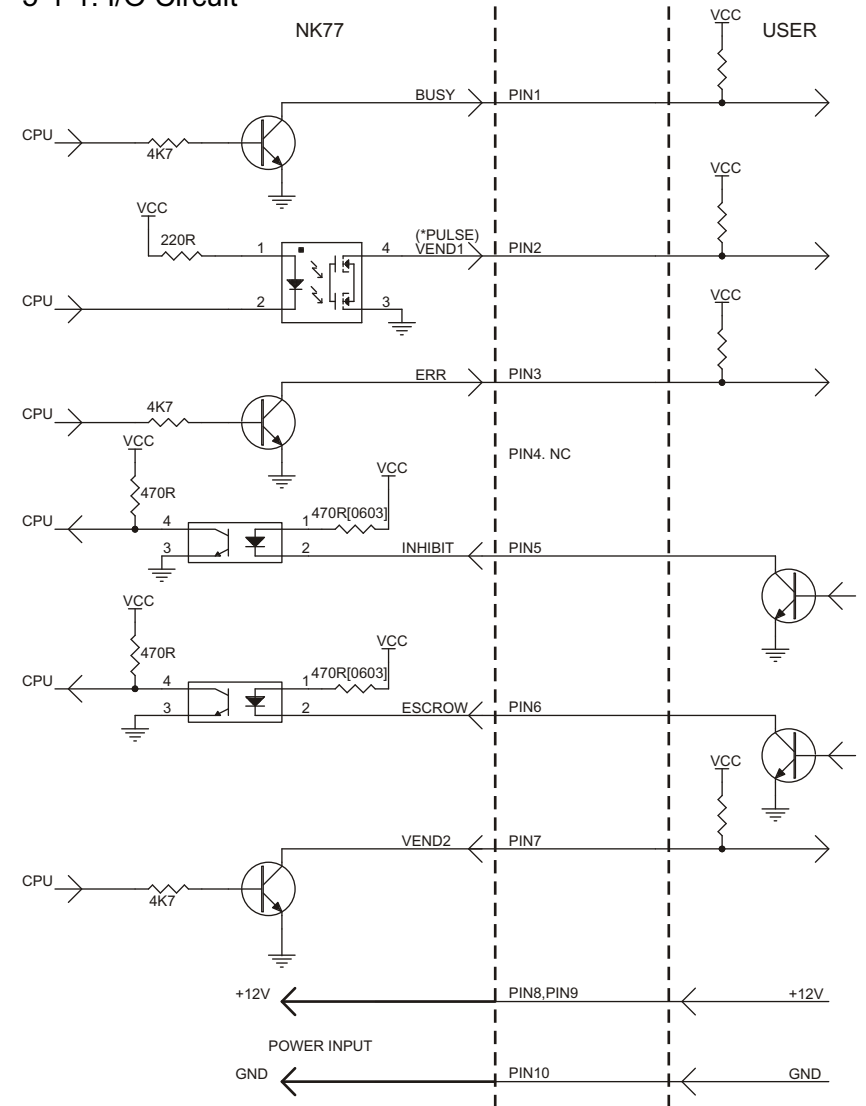 NK77
VCC
USER
BUSY
PIN1
CPU
4K7
VCC
VCC
220R
1
4
(*PULSE)
VEND1
PIN2
CPU
2
3
VCC
ERR
PIN3
CPU
4K7
VCC
PIN4. NC
470R
VCC
CPU
4
1
470R[0603]
3
2
INHIBIT
PIN5
VCC
470R
VCC
CPU
4
1
470R[0603]
3
2
ESCROW
PIN6
VCC
VEND2
PIN7
CPU
4K7
+12V
PIN8,PIN9
+12V
POWER INPUT
GND
PIN10
GND